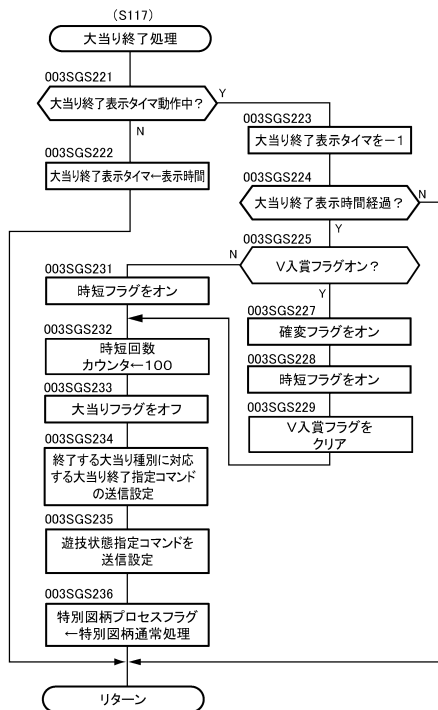 (S117)
大当り終了処理
003SGS221
大当り終了表示タイマ動作中?
Y
N
003SGS222
大当り終了表示タイマ←表示時間
003SGS223
大当り終了表示タイマを－1
003SGS224
大当り終了表示時間経過?
N
Y
003SGS225
V入賞フラグオン?
N
Y
003SGS227
確変フラグをオン
003SGS228
時短フラグをオン
003SGS229
V入賞フラグを
クリア
003SGS231
時短フラグをオン
003SGS232
時短回数
カウンタ←100
003SGS233
大当りフラグをオフ
003SGS234
終了する大当り種別に対応
する大当り終了指定コマンド
の送信設定
003SGS235
遊技状態指定コマンドを
送信設定
003SGS236
特別図柄プロセスフラグ
←特別図柄通常処理
リターン